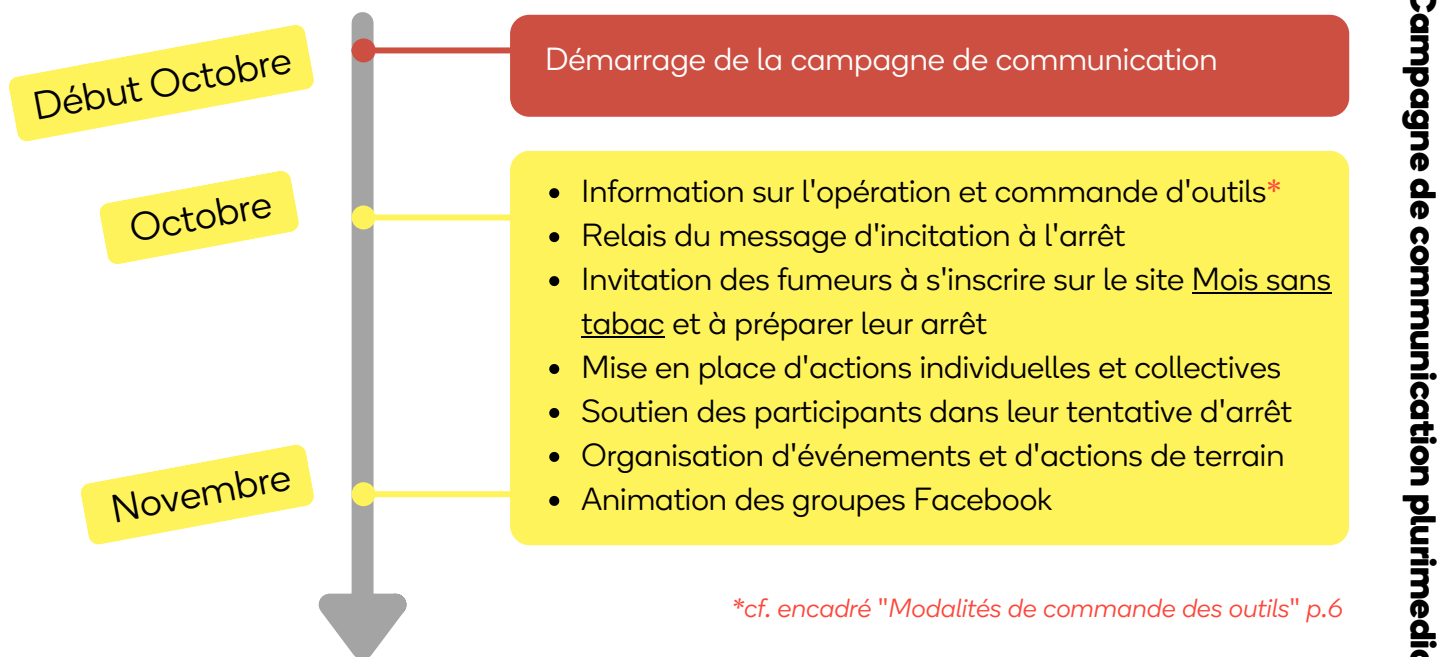 Début Octobre
Démarrage de la campagne de communication
Octobre
• Information sur l'opération et commande d'outils*
• Relais du message d'incitation à l'arrêt
• Invitation des fumeurs à s'inscrire sur le site Mois sans
tabac et à préparer leur arrêt
• Mise en place d'actions individuelles et collectives
• Soutien des participants dans leur tentative d'arrêt
• Organisation d'événements et d'actions de terrain
• Animation des groupes Facebook
Novembre
*cf. encadré "Modalités de commande des outils" p.6
Campagne de communication plurimedia